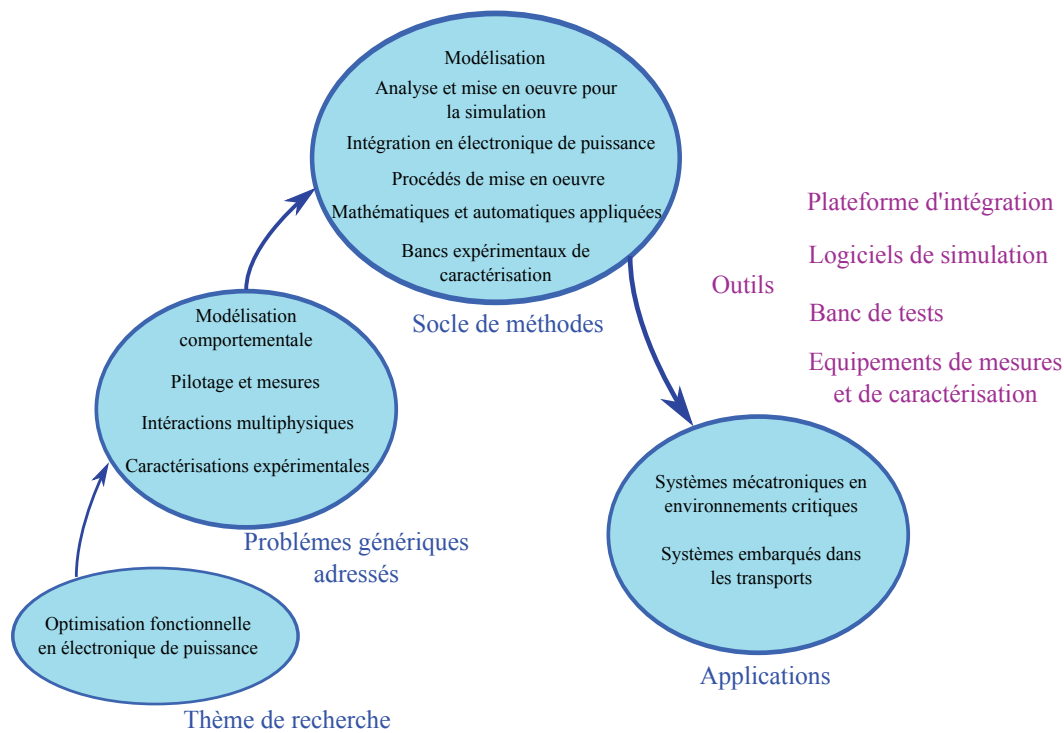 Modélisation
Analyse et mise en oeuvre pour
la simulation
Intégration en électronique de puissance
Procédés de mise en oeuvre
Mathématiques et automatiques appliquées
Bancs expérimentaux de
caractérisation
Socle de méthodes
Plateforme d'intégration
Logiciels de simulation
Outils
Banc de tests
Equipements de mesures
et de caractérisation
Modélisation
comportementale
Pilotage et mesures
Intéractions multiphysiques
Caractérisations expérimentales
Problémes génériques
adressés
Systèmes mécatroniques en
environnements critiques
Systèmes embarqués dans
les transports
Applications
Optimisation fonctionnelle
en électronique de puissance
Thème de recherche